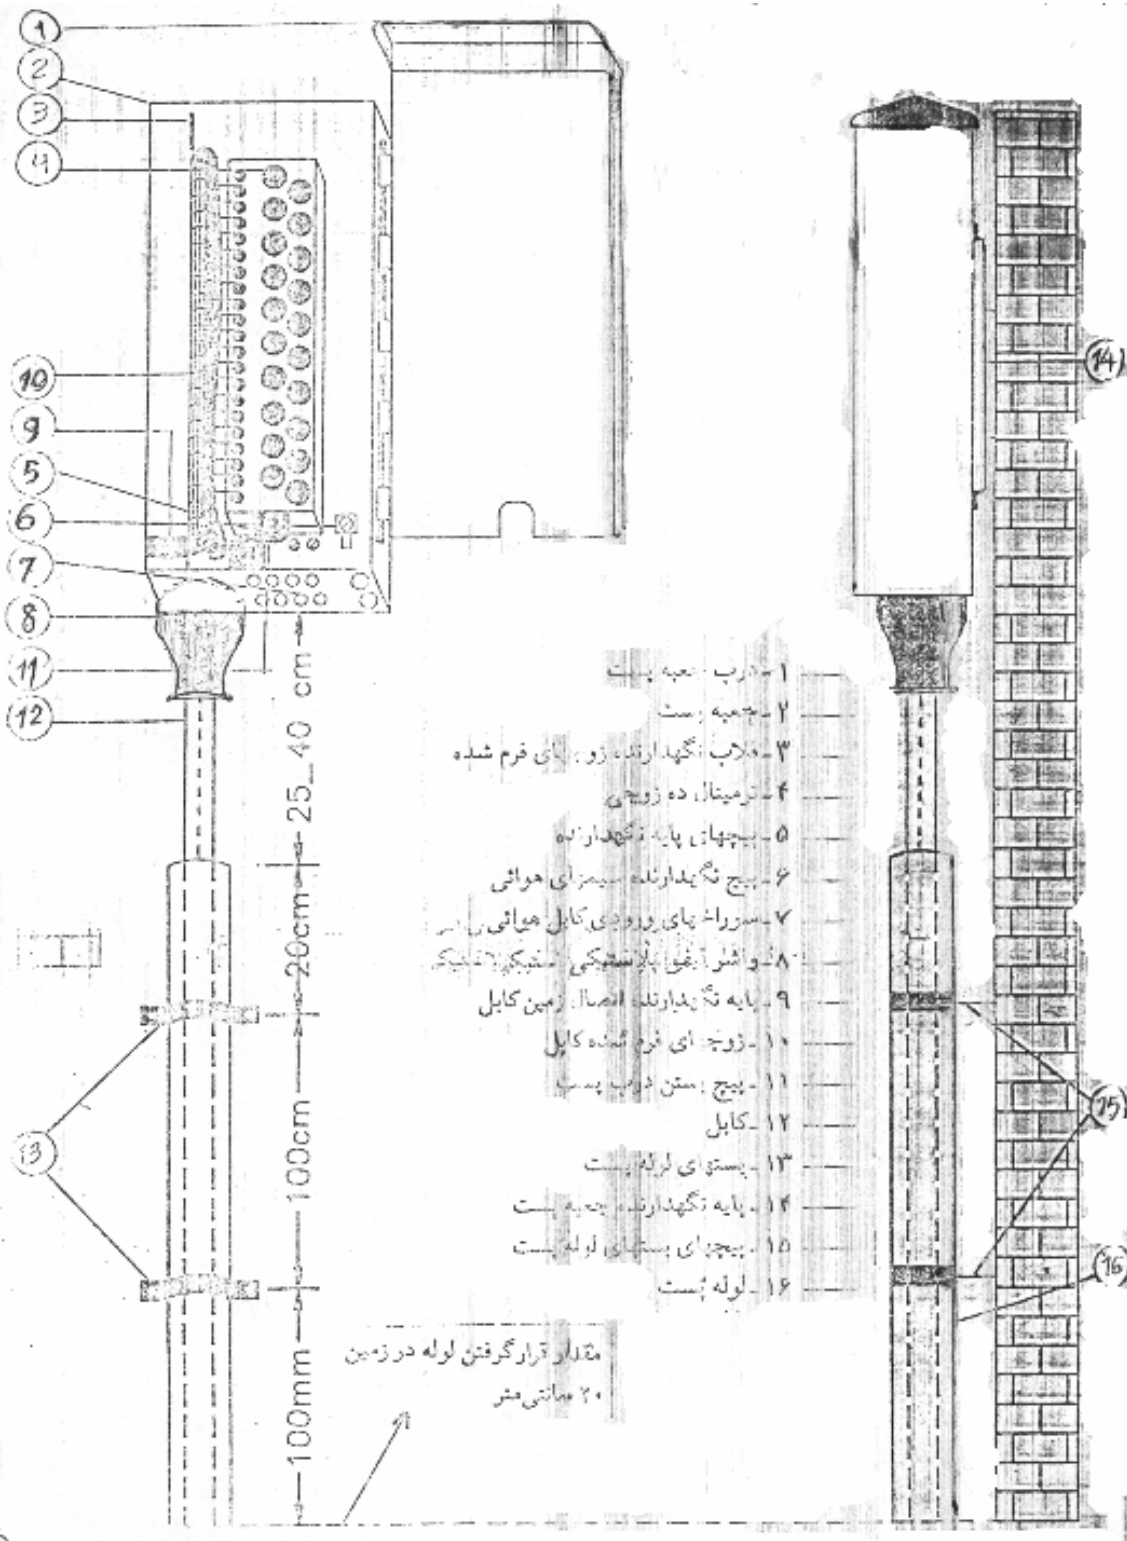 1
2
3
4
10
9
5
6
7
8
11
12
13
14
15
16
25_40 cm
20cm
100cm
100mm
۱ـ درب جعبه پست
۲ـ جعبه پست
۳ـ قلاب نگهدارنده زوجهای فرم شده
۴ـ ترمینال ده زوجی
۵ـ پیچهای پایه نگهدارنده
۶ـ پیچ نگهدارنده سیمهای هوائی
۷ـ سوراخهای ورودی کابل هوائی
۸ـ پلاستیکی
۹ـ پایه نگهدارنده اتصال زمین کابل
۱۰ـ زوجهای فرم شده کابل
۱۱ـ پیچ بستن درب پست
۱۲ـ کابل
۱۳ـ بستهای لوله پست
۱۴ـ پایه نگهدارنده جعبه پست
۱۵ـ پیچهای بستهای لوله پست
۱۶ـ لوله پست
مقدار قرارگرفتن لوله در زمین
۲۰ سانتی متر